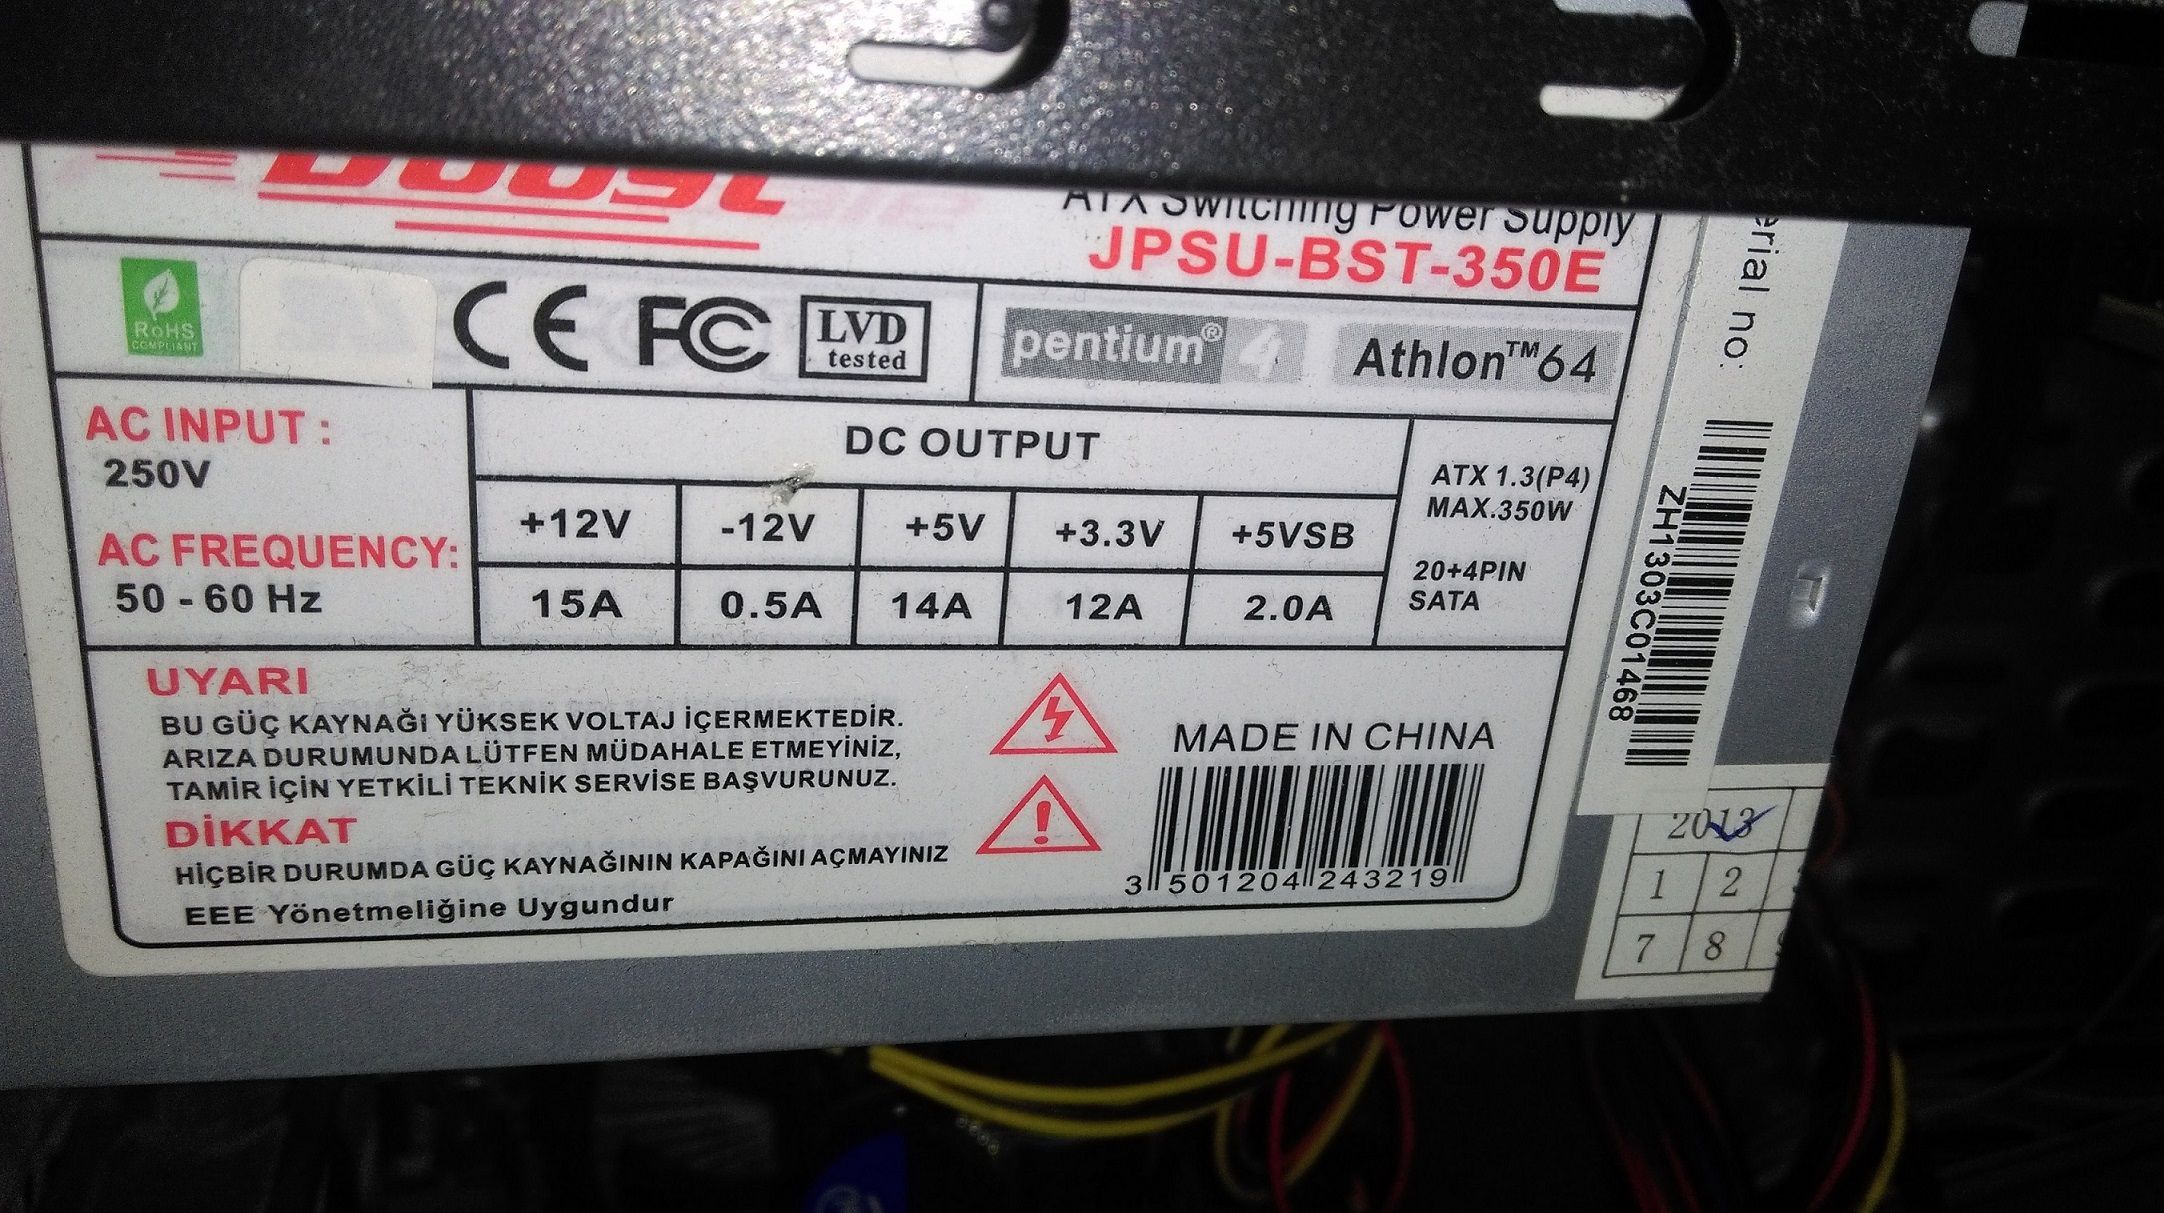 Boost
ATX Switching Power Supply
JPSU-BST-350E
RoHS
COMPLIANT
CE FC LVD
tested
pentium® 4 Athlon™64
AC INPUT :
250V
AC FREQUENCY:
50 - 60 Hz
DC OUTPUT
+12V -12V +5V +3.3V +5VSB
15A 0.5A 14A 12A 2.0A
ATX 1.3(P4)
MAX.350W
20+4PIN
SATA
UYARI
BU GÜÇ KAYNAĞI YÜKSEK VOLTAJ İÇERMEKTEDİR.
ARIZA DURUMUNDA LÜTFEN MÜDAHALE ETMEYİNİZ,
TAMİR İÇİN YETKİLİ TEKNİK SERVİSE BAŞVURUNUZ.
DİKKAT
HİÇBİR DURUMDA GÜÇ KAYNAĞININ KAPAĞINI AÇMAYINIZ
EEE Yönetmeliğine Uygundur
MADE IN CHINA
3 501204 243219
erial no:
ZH1303C01468
2013
1 2
7 8